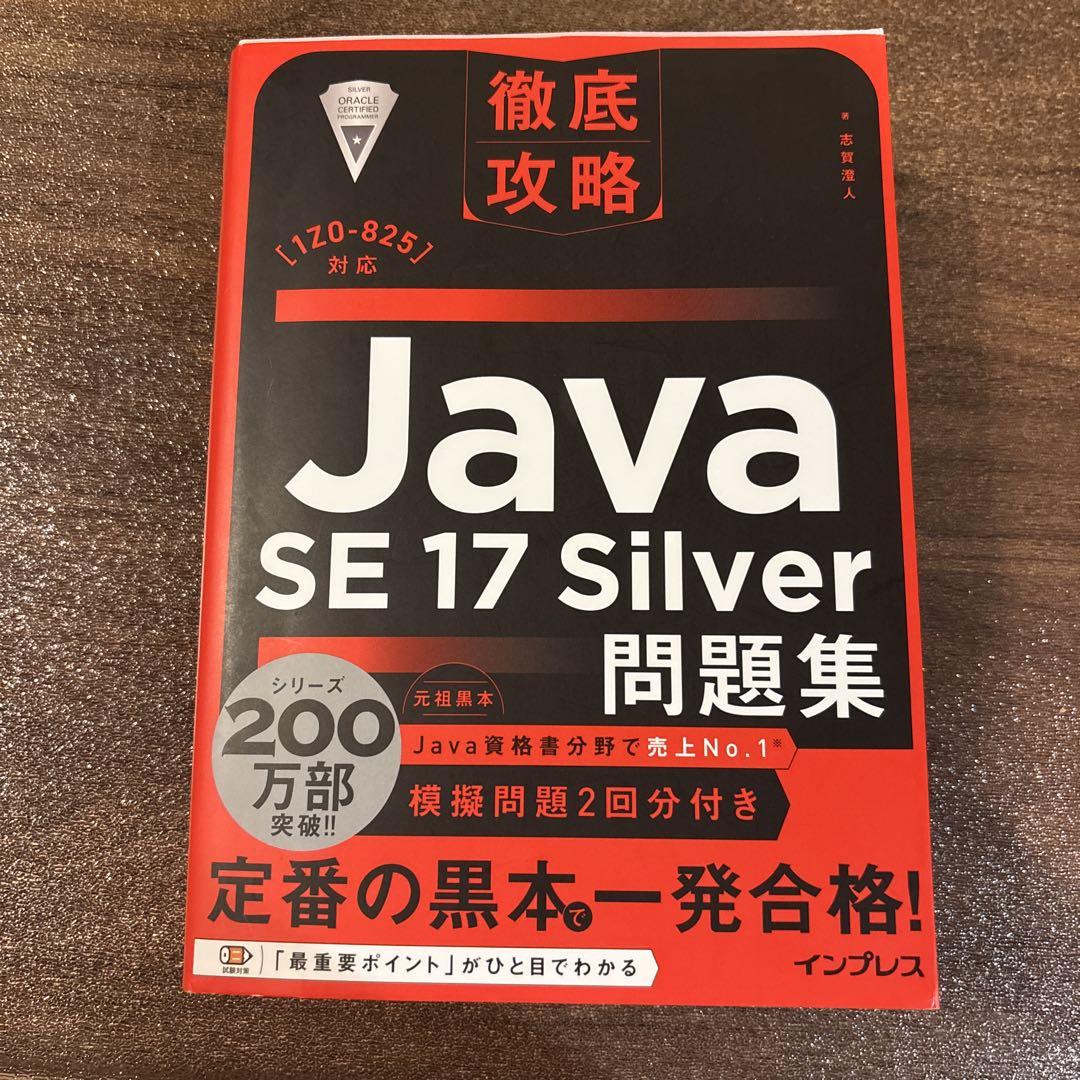 SILVER
ORACLE
CERTIFIED
PROGRAMMER
徹底
攻略
著 志賀澄人
[1Z0-825]
対応
Java
SE 17 Silver
問題集
シリーズ
200
万部
突破!!
元祖黒本
Java資格書分野で売上No.1※
模擬問題2回分付き
定番の黒本で一発合格!
試験対策
「最重要ポイント」がひと目でわかる
インプレス